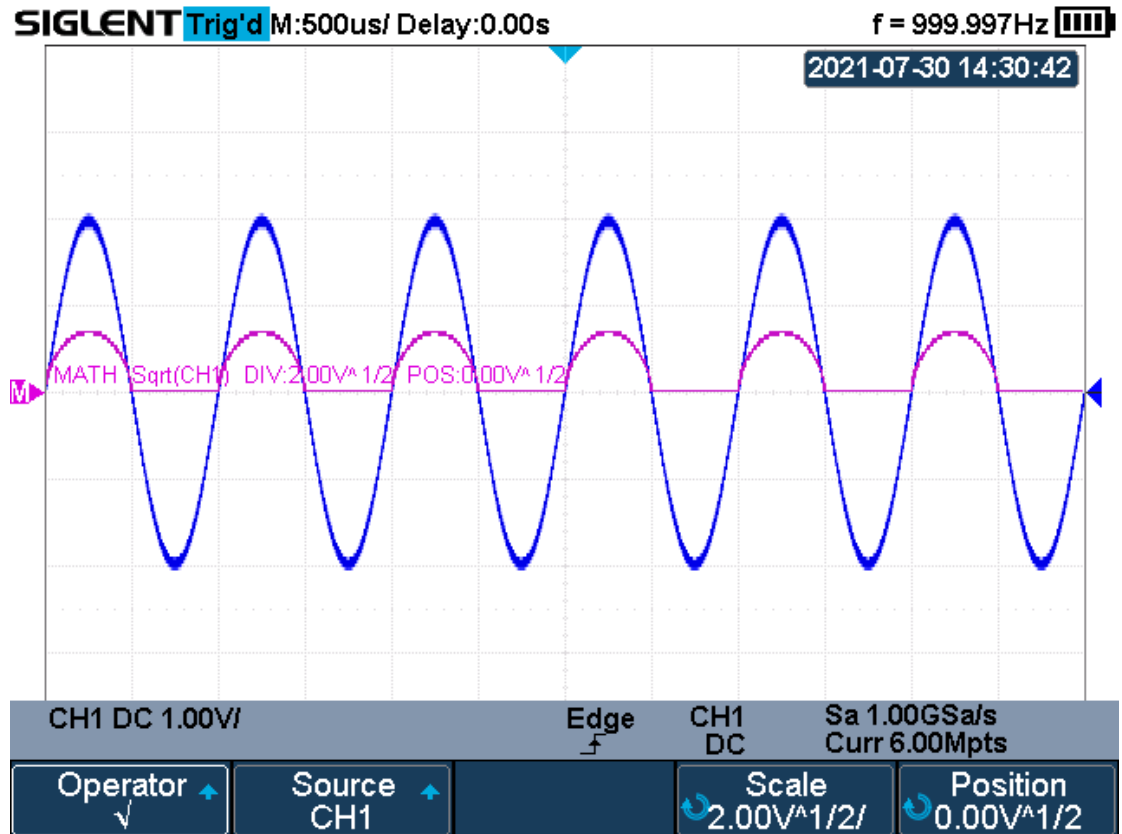 SIGLENT Trig'd M:500us/ Delay:0.00s f = 999.997Hz
2021-07-30 14:30:42
MATH Sqrt(CH1) DIV:2.00V^1/2 POS:0.00V^1/2
M
CH1 DC 1.00V/ Edge CH1 Sa 1.00GSa/s
DC Curr 6.00Mpts
Operator Source Scale Position
√ CH1 2.00V^1/2/ 0.00V^1/2